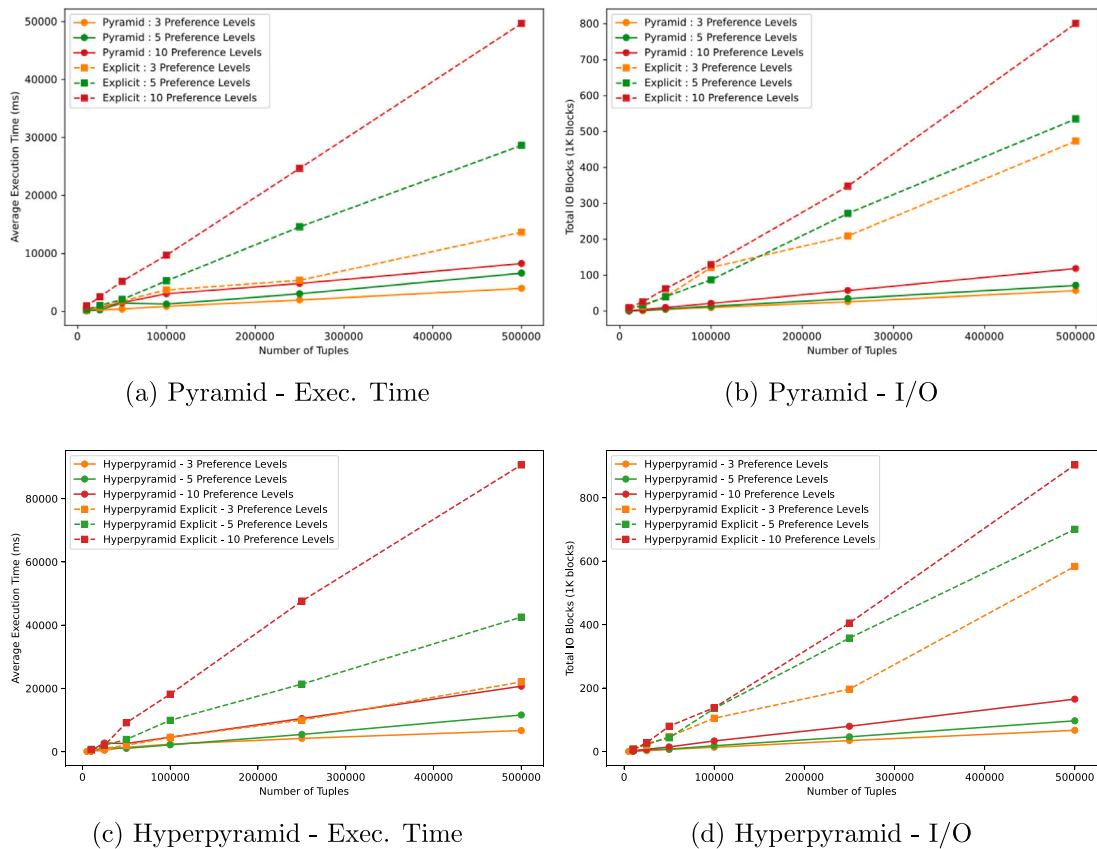 50000
40000
30000
20000
10000
0
Average Execution Time (ms)
Pyramid : 3 Preference Levels
Pyramid : 5 Preference Levels
Pyramid : 10 Preference Levels
Explicit : 3 Preference Levels
Explicit : 5 Preference Levels
Explicit : 10 Preference Levels
0 100000 200000 300000 400000 500000
Number of Tuples
(a) Pyramid - Exec. Time
800
700
600
500
400
300
200
100
0
Total IO Blocks (1K blocks)
Pyramid : 3 Preference Levels
Pyramid : 5 Preference Levels
Pyramid : 10 Preference Levels
Explicit : 3 Preference Levels
Explicit : 5 Preference Levels
Explicit : 10 Preference Levels
0 100000 200000 300000 400000 500000
Number of Tuples
(b) Pyramid - I/O
80000
60000
40000
20000
0
Average Execution Time (ms)
Hyperpyramid - 3 Preference Levels
Hyperpyramid - 5 Preference Levels
Hyperpyramid - 10 Preference Levels
Hyperpyramid Explicit - 3 Preference Levels
Hyperpyramid Explicit - 5 Preference Levels
Hyperpyramid Explicit - 10 Preference Levels
0 100000 200000 300000 400000 500000
Number of Tuples
(c) Hyperpyramid - Exec. Time
800
600
400
200
0
Total IO Blocks (1K blocks)
Hyperpyramid - 3 Preference Levels
Hyperpyramid - 5 Preference Levels
Hyperpyramid - 10 Preference Levels
Hyperpyramid Explicit - 3 Preference Levels
Hyperpyramid Explicit - 5 Preference Levels
Hyperpyramid Explicit - 10 Preference Levels
0 100000 200000 300000 400000 500000
Number of Tuples
(d) Hyperpyramid - I/O